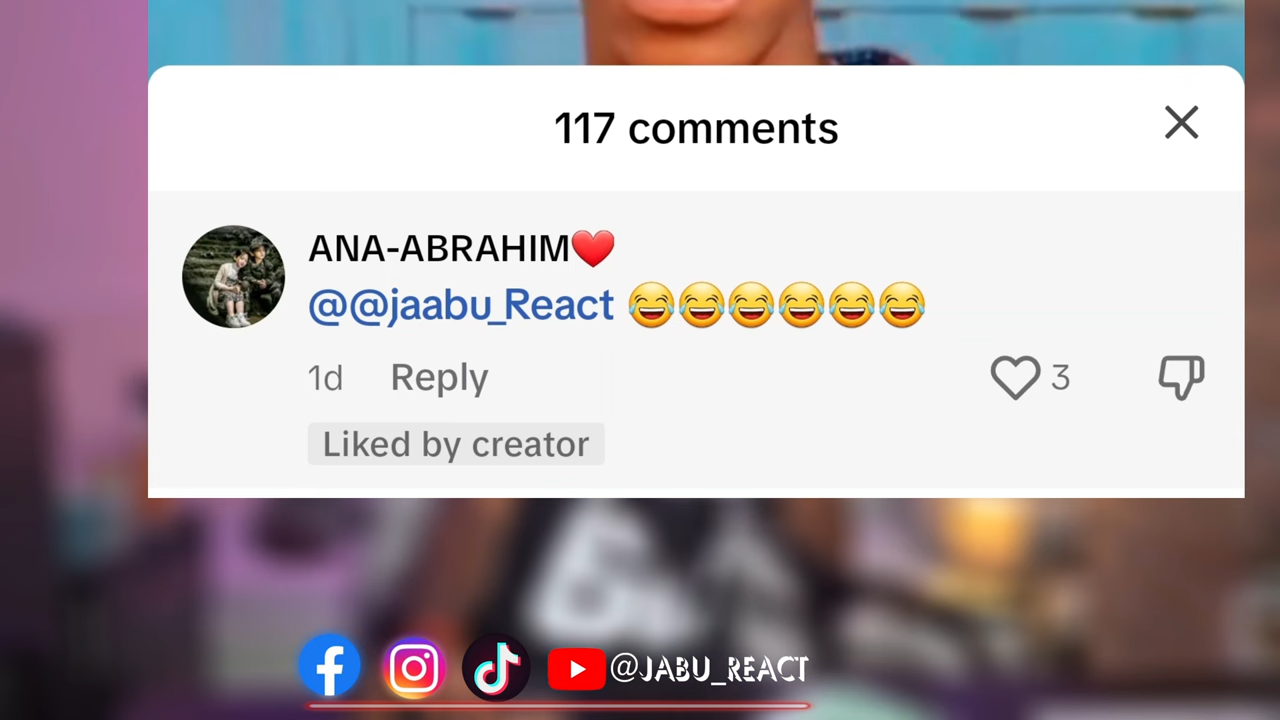 117 comments
ANA-ABRAHIM❤️
@@jaabu_React 😂😂😂😂😂😂
1d Reply 3
Liked by creator
@JABU_REACT